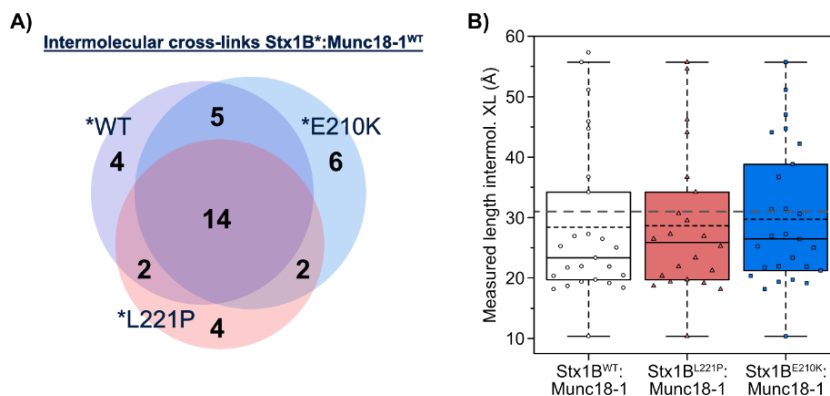 A)
Intermolecular cross-links Stx1B*:Munc18-1WT
*WT
5
*E210K
4
6
14
2
2
*L221P
4
B)
Measured length intermol. XL (Å)
60
50
40
30
20
10
Stx1BWT:
Munc18-1
Stx1BL221P:
Munc18-1
Stx1BE210K:
Munc18-1